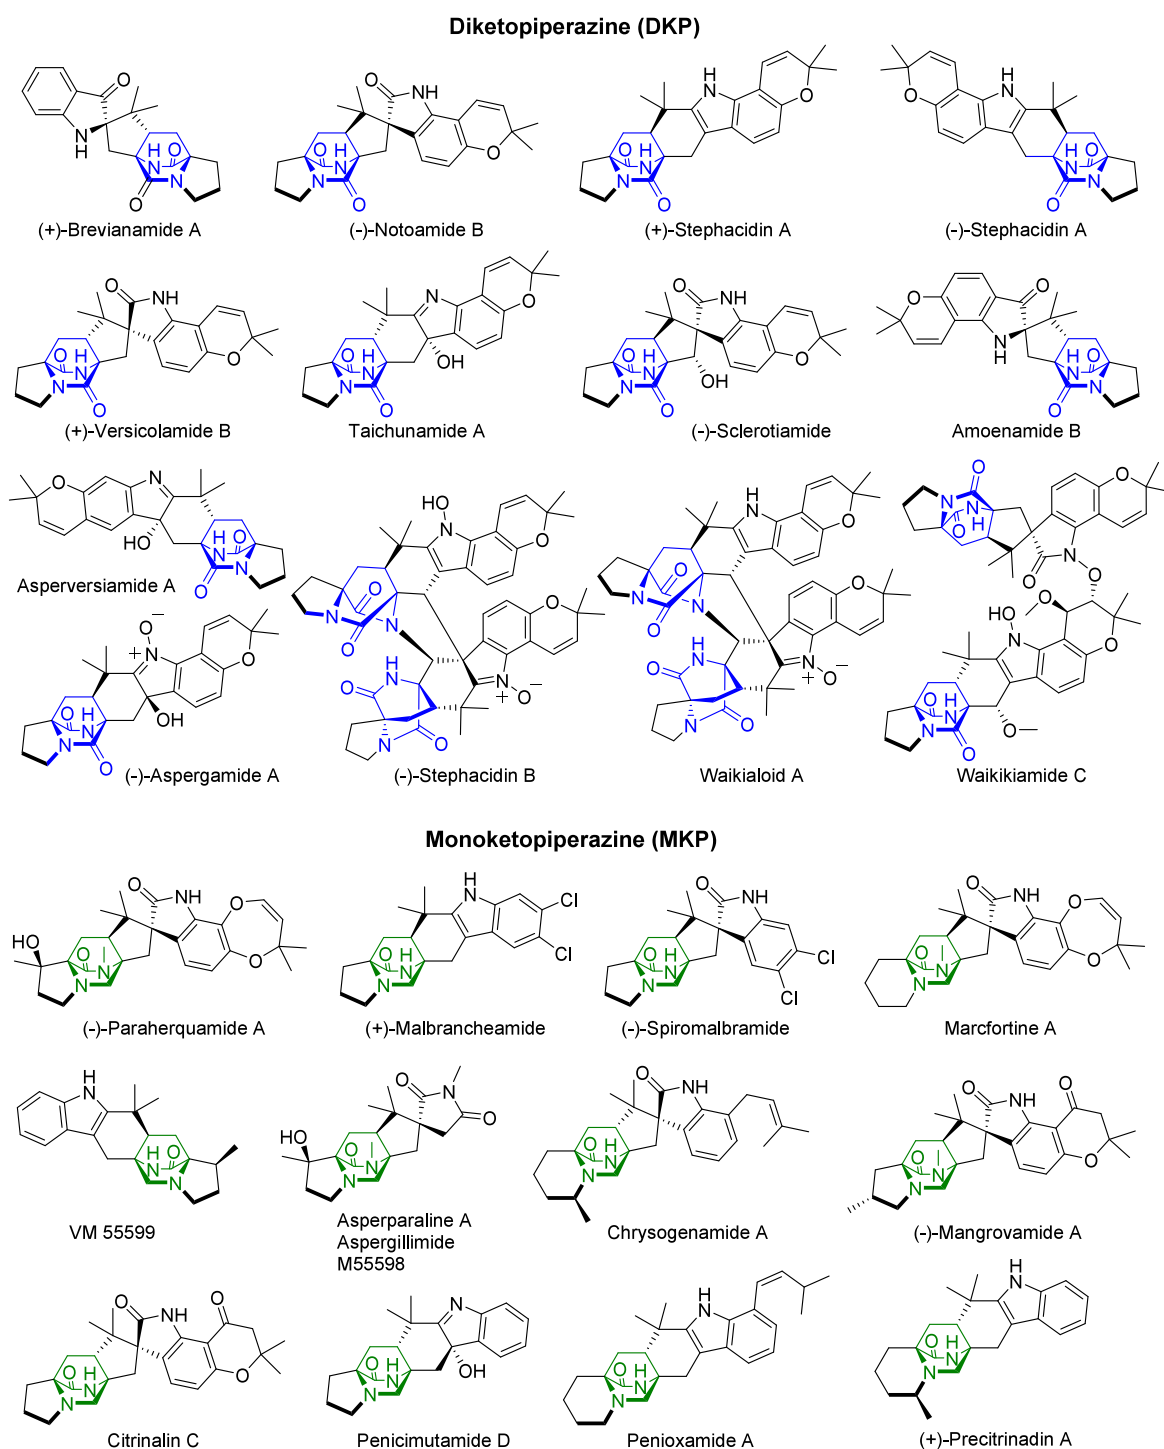 Diketopiperazine (DKP)
(+)-Brevianamide A
(-)-Notoamide B
(+)-Stephacidin A
(-)-Stephacidin A
(+)-Versicolamide B
Taichunamide A
(-)-Sclerotiamide
Amoenamide B
Asperversiamide A
(-)-Aspergamide A
(-)-Stephacidin B
Waikialoid A
Waikikiamide C
Monoketopiperazine (MKP)
(-)-Paraherquamide A
(+)-Malbrancheamide
(-)-Spiromalbramide
Marcfortine A
VM 55599
Asperparaline A
Aspergillimide
M55598
Chrysogenamide A
(-)-Mangrovamide A
Citrinalin C
Penicimutamide D
Penioxamide A
(+)-Precitrinadin A